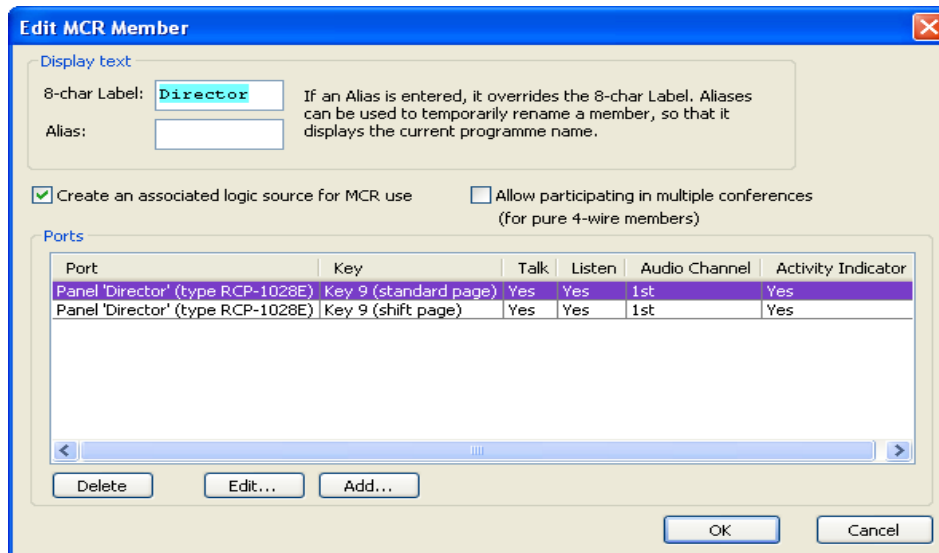 Edit MCR Member
Display text
8-char Label: Director
If an Alias is entered, it overrides the 8-char Label. Aliases
can be used to temporarily rename a member, so that it
displays the current programme name.
Alias:
Create an associated logic source for MCR use
Allow participating in multiple conferences
(for pure 4-wire members)
Ports
Port Key Talk Listen Audio Channel Activity Indicator
Panel 'Director' (type RCP-1028E) Key 9 (standard page) Yes Yes 1st Yes
Panel 'Director' (type RCP-1028E) Key 9 (shift page) Yes Yes 1st Yes
Delete Edit... Add...
OK Cancel